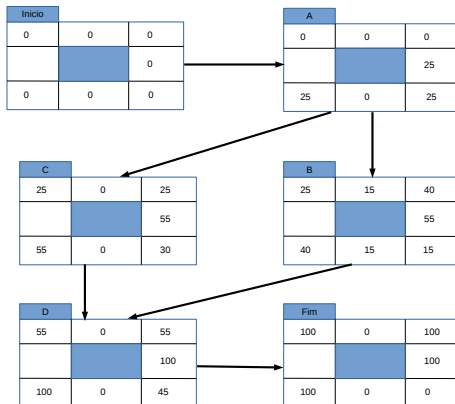 Inicio
0 0 0
0
0 0 0
A
0 0 0
25
25 0 25
C
25 0 25
55
55 0 30
B
25 15 40
55
40 15 15
D
55 0 55
100
100 0 45
Fim
100 0 100
100
100 0 0